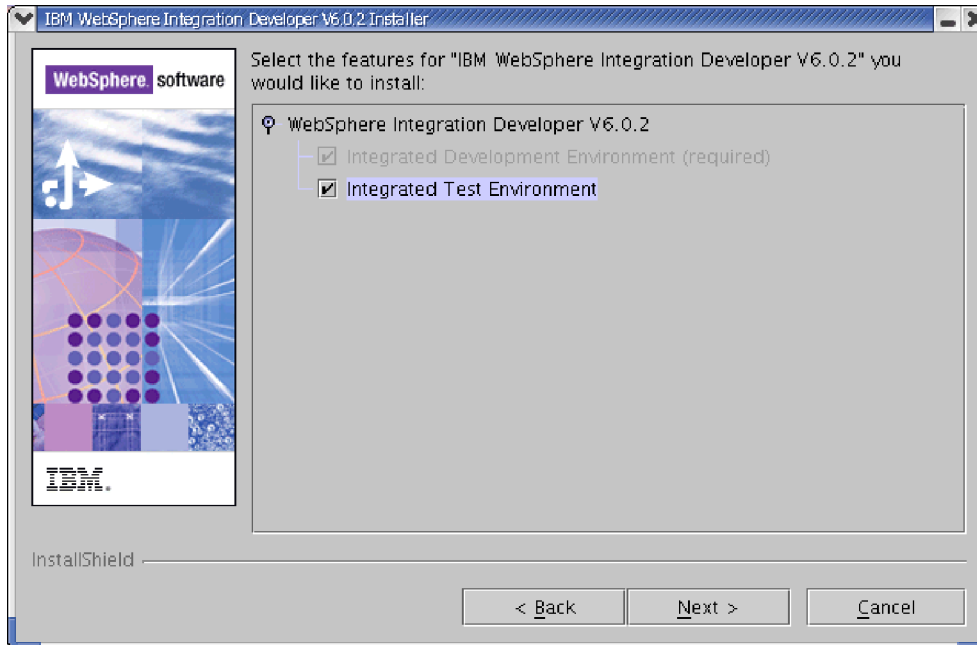 IBM WebSphere Integration Developer V6.0.2 Installer
WebSphere. software
Select the features for "IBM WebSphere Integration Developer V6.0.2" you
would like to install:
WebSphere Integration Developer V6.0.2
Integrated Development Environment (required)
Integrated Test Environment
IBM.
InstallShield
< Back
Next >
Cancel